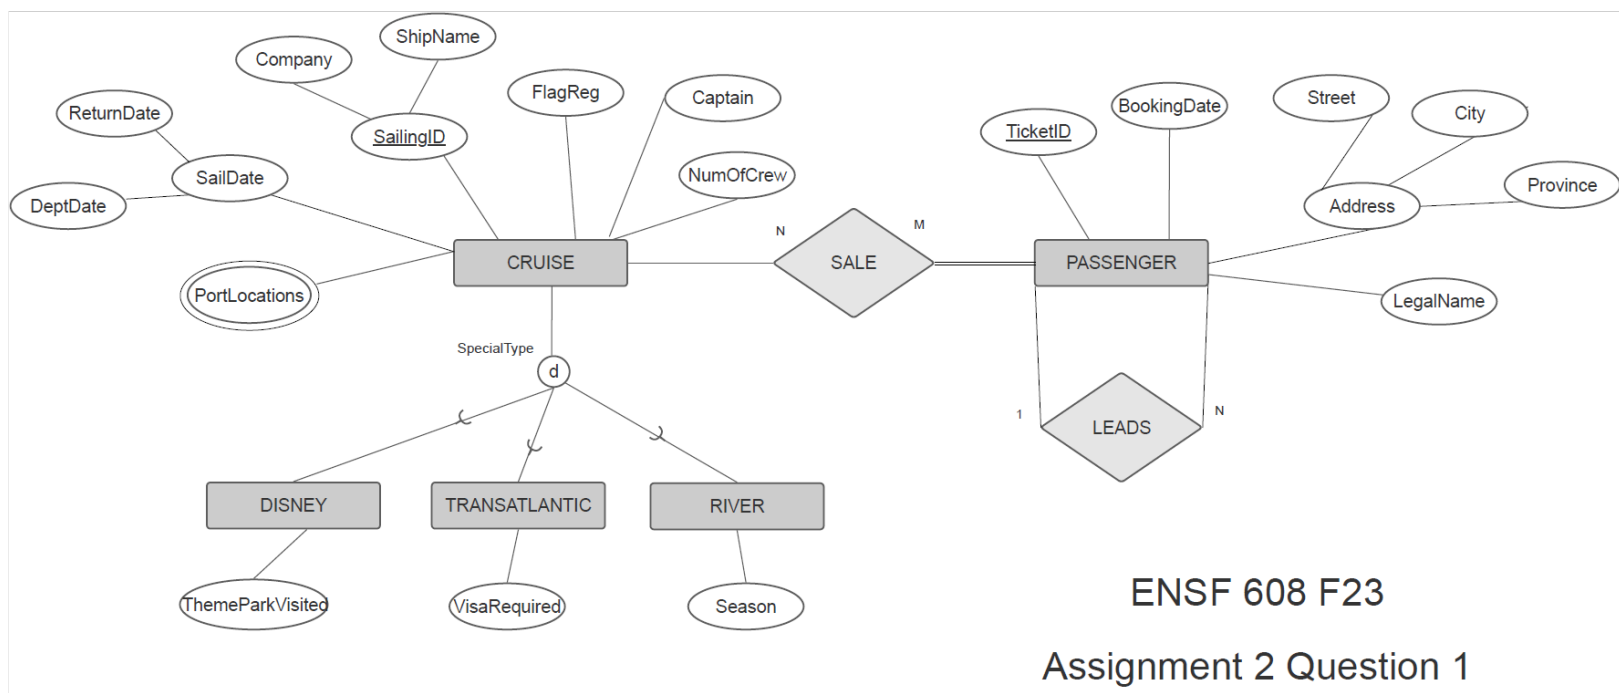 ShipName
Company
FlagReg
Captain
ReturnDate
SailingID
SailDate
NumOfCrew
DeptDate
CRUISE
PortLocations
SpecialType
d
DISNEY
TRANSATLANTIC
RIVER
ThemeParkVisited
VisaRequired
Season
N
SALE
M
TicketID
BookingDate
Street
City
Address
Province
PASSENGER
LegalName
1
LEADS
N
ENSF 608 F23
Assignment 2 Question 1